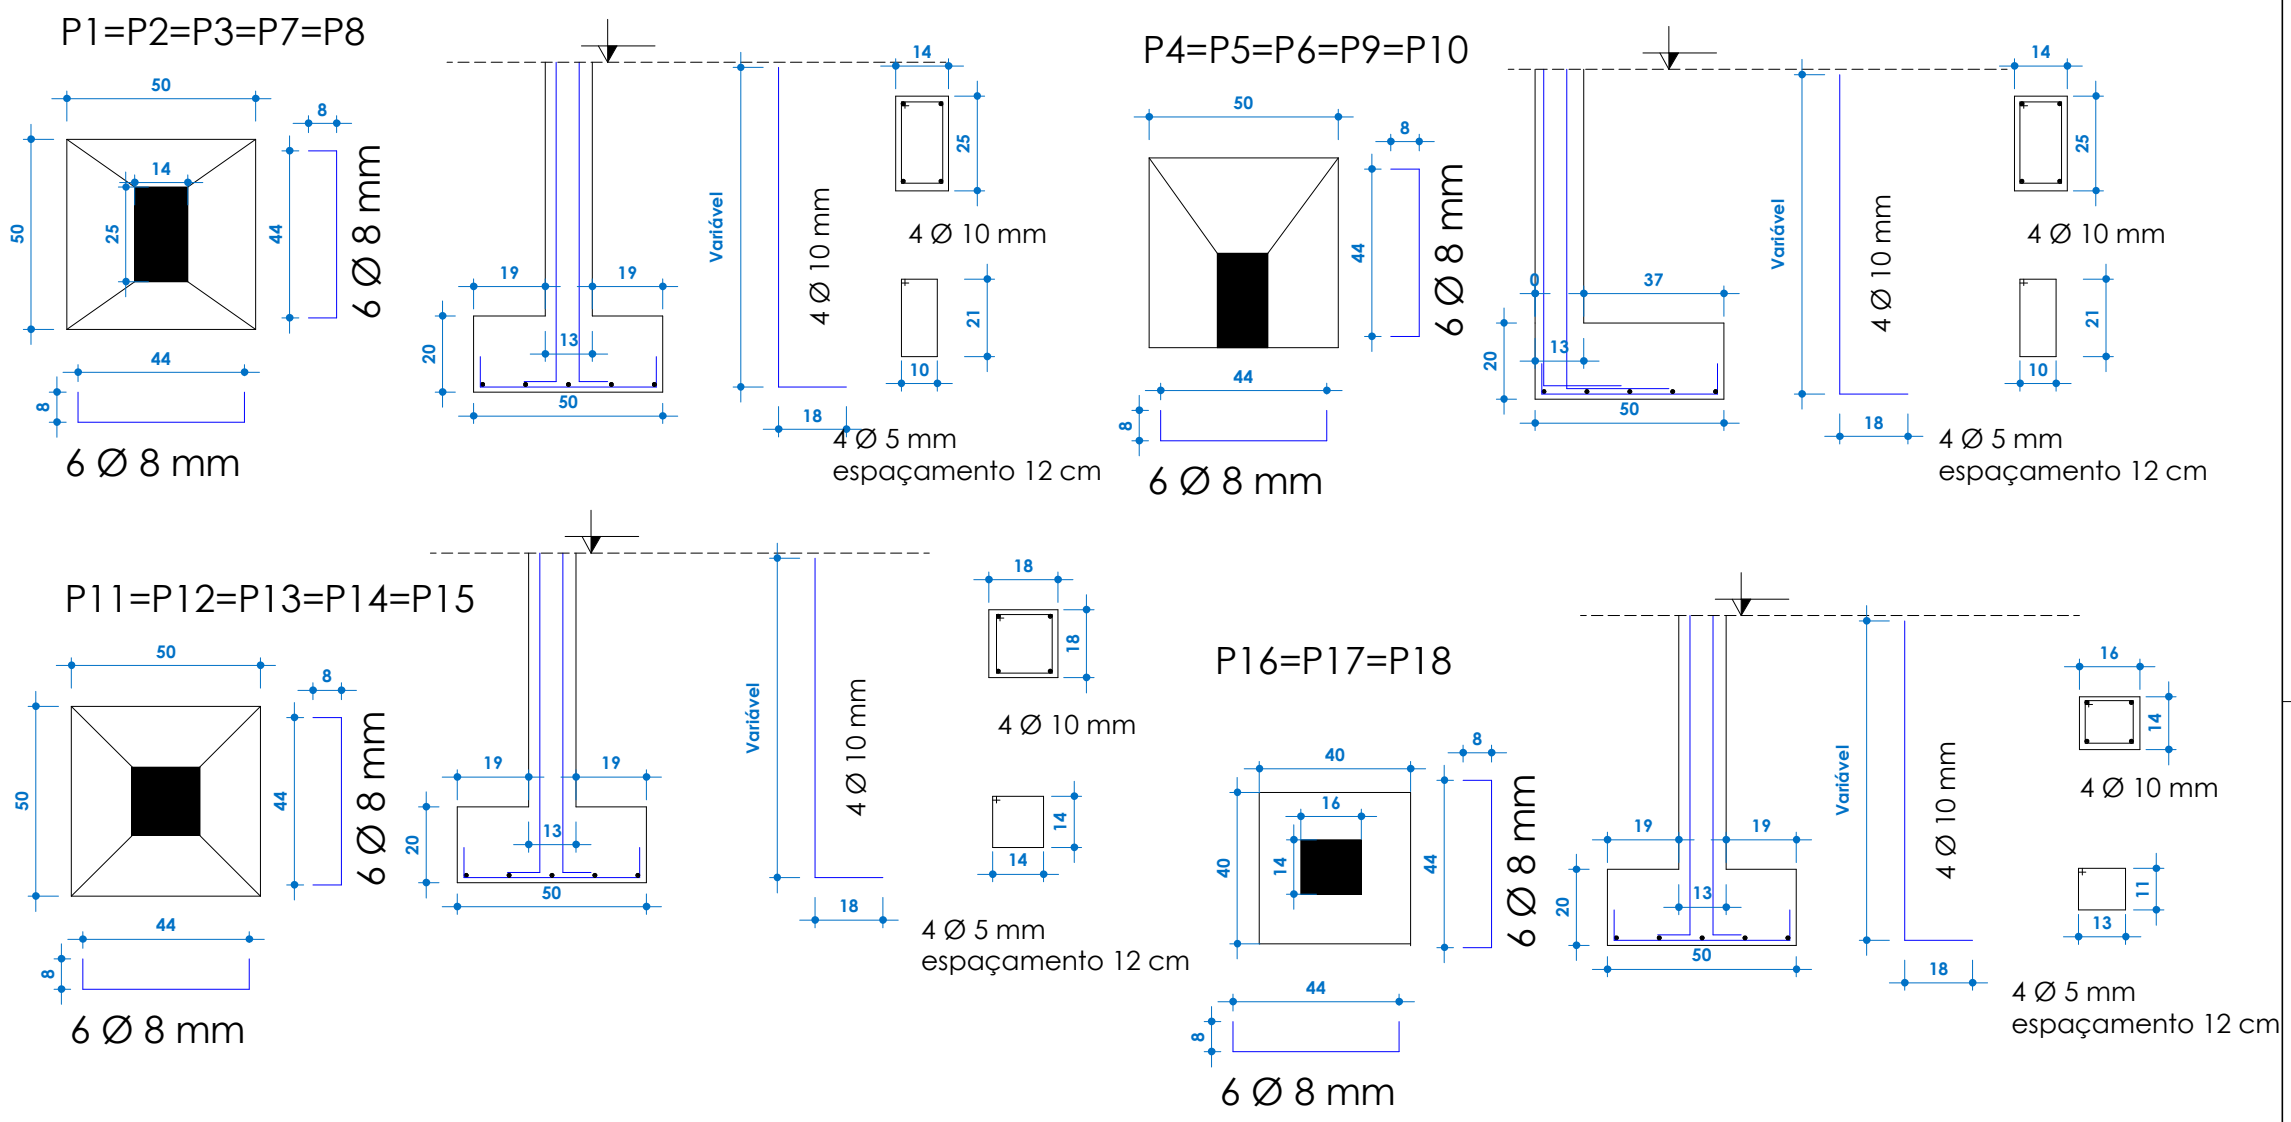 P1=P2=P3=P7=P8
50
50
14
25
8
44
6 Ø 8 mm
44
8
6 Ø 8 mm
19
19
13
20
50
Variável
4 Ø 10 mm
18
14
25
4 Ø 10 mm
21
10
4 Ø 5 mm
espaçamento 12 cm
P4=P5=P6=P9=P10
50
8
44
6 Ø 8 mm
44
8
6 Ø 8 mm
0
37
13
20
50
Variável
4 Ø 10 mm
18
14
25
4 Ø 10 mm
21
10
4 Ø 5 mm
espaçamento 12 cm
P11=P12=P13=P14=P15
50
50
8
44
6 Ø 8 mm
44
8
6 Ø 8 mm
19
19
13
20
50
Variável
4 Ø 10 mm
18
18
18
4 Ø 10 mm
14
14
4 Ø 5 mm
espaçamento 12 cm
P16=P17=P18
40
40
16
14
8
44
6 Ø 8 mm
44
8
6 Ø 8 mm
19
19
13
20
50
Variável
4 Ø 10 mm
18
16
14
4 Ø 10 mm
11
13
4 Ø 5 mm
espaçamento 12 cm